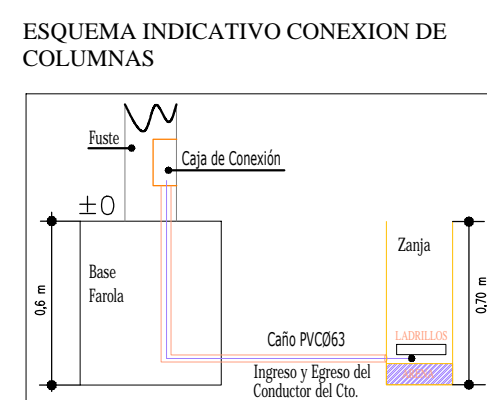 ESQUEMA INDICATIVO CONEXION DE
COLUMNAS
Fuste
Caja de Conexión
±0
Base
Farola
Zanja
0,6 m
0,70 m
LADRILLOS
Caño PVCØ63
Ingreso y Egreso del
Conductor del Cto.